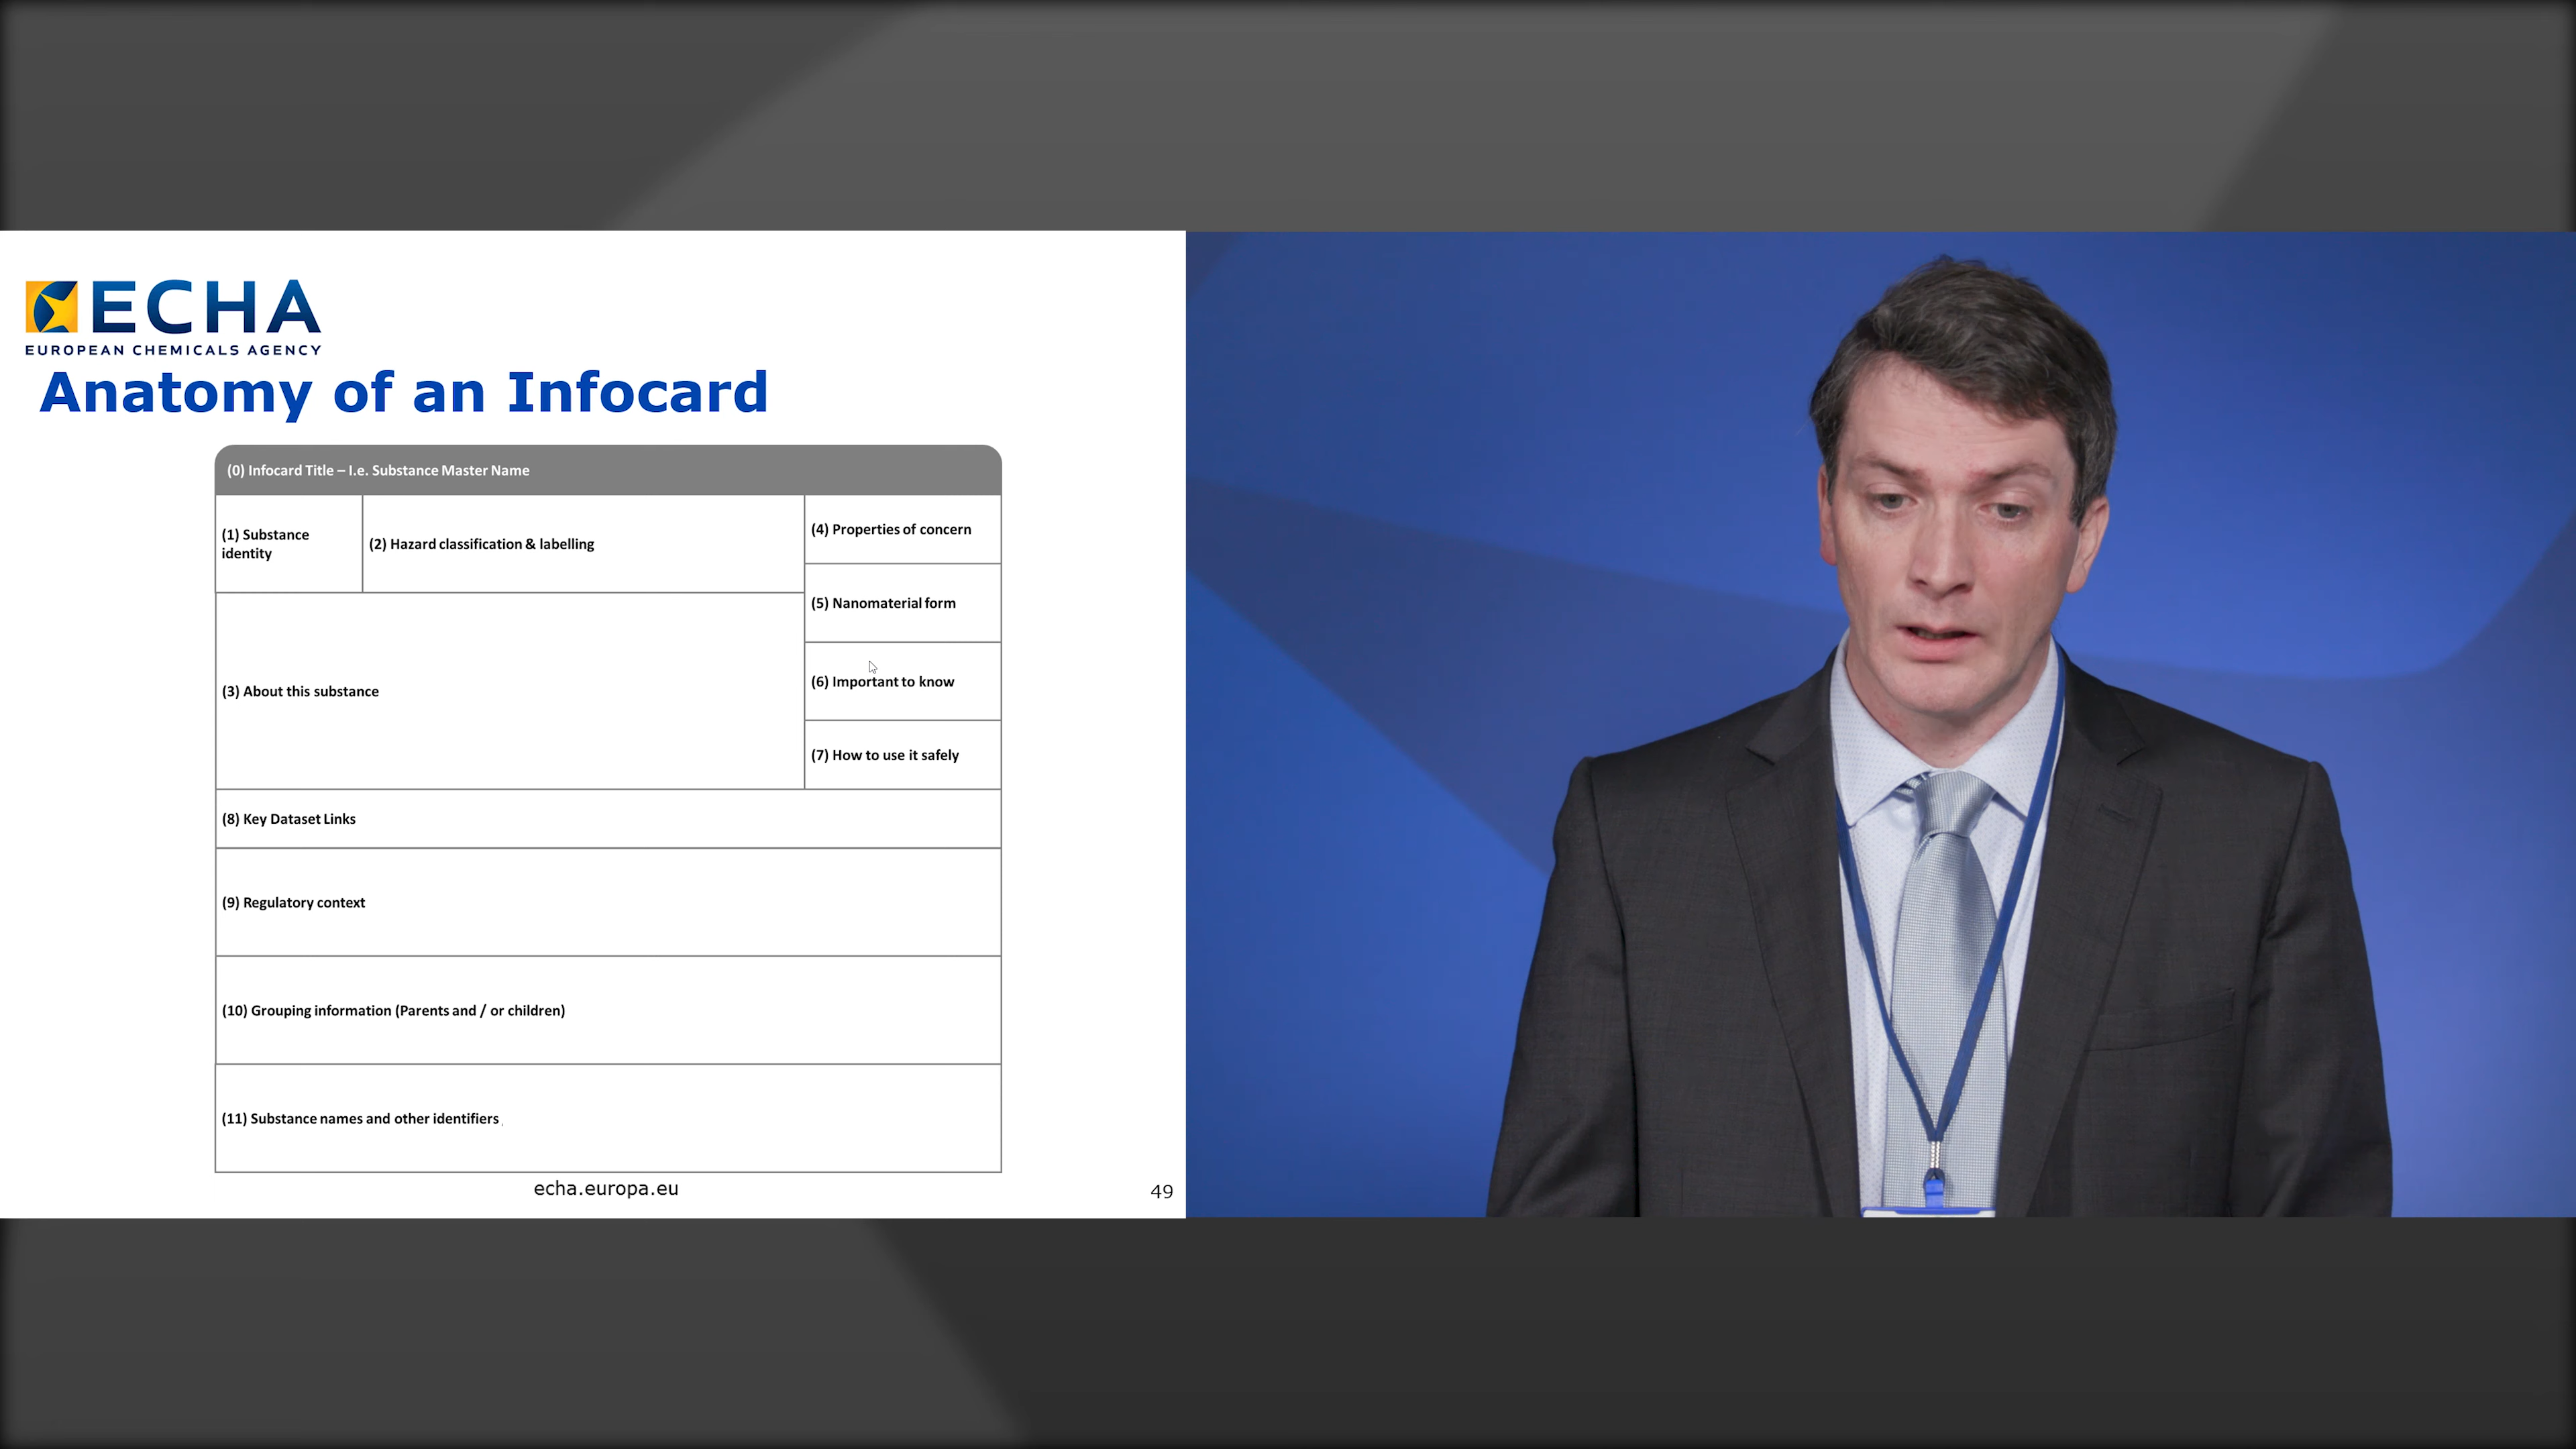 ECHA
EUROPEAN CHEMICALS AGENCY
Anatomy of an Infocard
(0) Infocard Title – I.e. Substance Master Name
(1) Substance
identity
(2) Hazard classification & labelling
(3) About this substance
(4) Properties of concern
(5) Nanomaterial form
(6) Important to know
(7) How to use it safely
(8) Key Dataset Links
(9) Regulatory context
(10) Grouping information (Parents and / or children)
(11) Substance names and other identifiers
echa.europa.eu
49